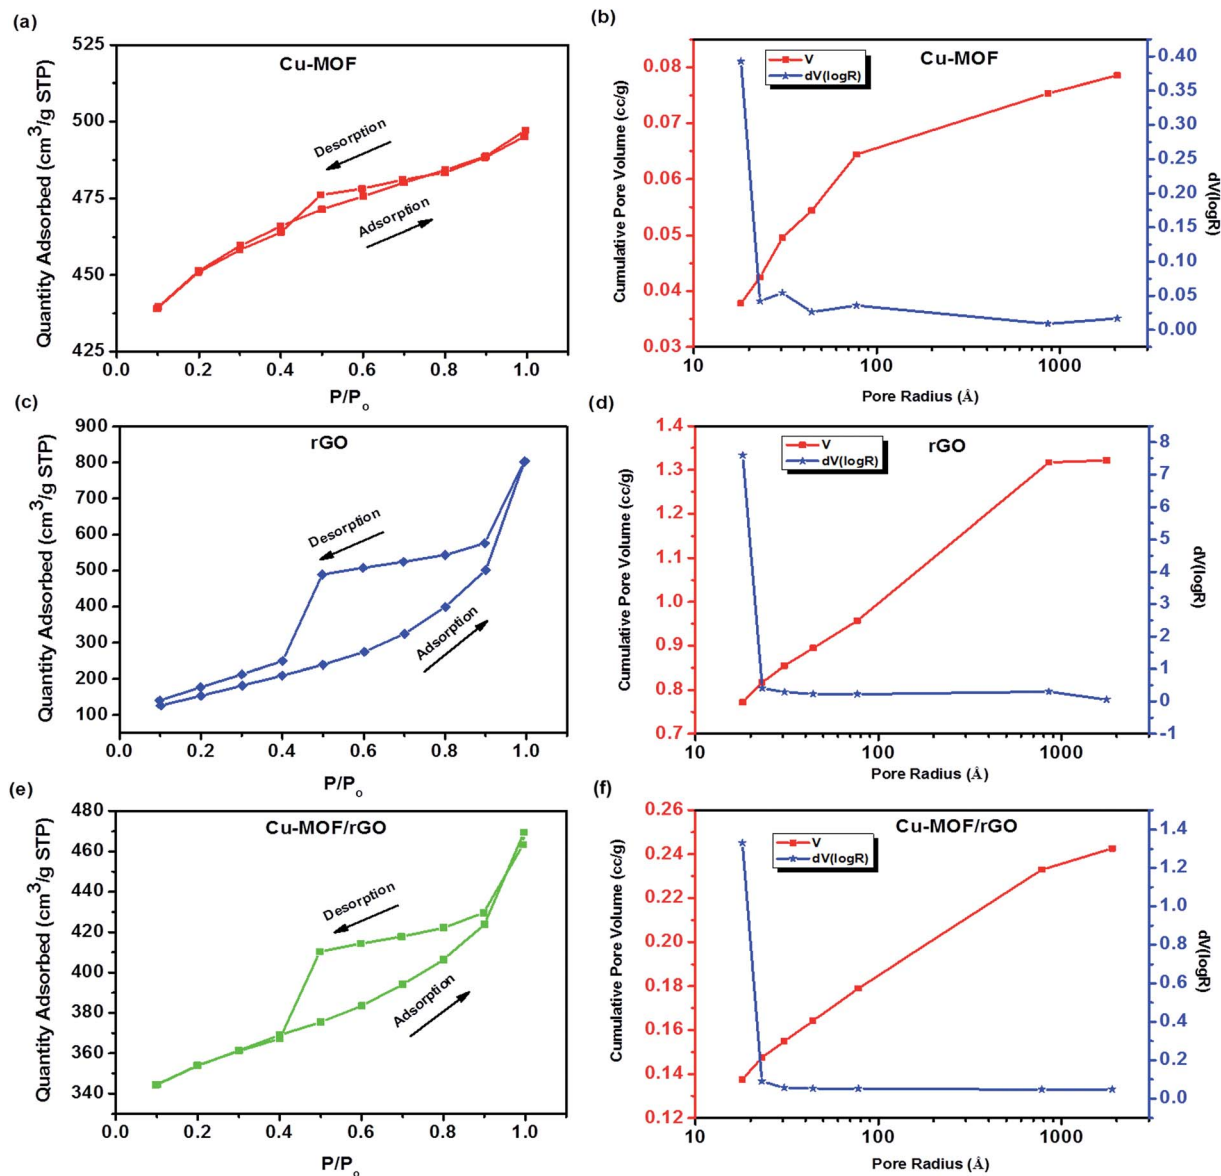 (a)
Cu-MOF
Quantity Adsorbed (cm³/g STP)
525
500
475
450
425
Desorption
Adsorption
0.0 0.2 0.4 0.6 0.8 1.0
P/Pₒ
(b)
Cu-MOF
V
dV(logR)
Cumulative Pore Volume (cc/g)
0.08
0.07
0.06
0.05
0.04
0.03
0.40
0.35
0.30
0.25
0.20
0.15
0.10
0.05
0.00
dV(logR)
10 100 1000
Pore Radius (Å)
(c)
rGO
Quantity Adsorbed (cm³/g STP)
900
800
700
600
500
400
300
200
100
Desorption
Adsorption
0.0 0.2 0.4 0.6 0.8 1.0
P/Pₒ
(d)
rGO
V
dV(logR)
Cumulative Pore Volume (cc/g)
1.4
1.3
1.2
1.1
1.0
0.9
0.8
0.7
8
7
6
5
4
3
2
1
0
-1
dV(logR)
10 100 1000
Pore Radius (Å)
(e)
Cu-MOF/rGO
Quantity Adsorbed (cm³/g STP)
480
460
440
420
400
380
360
340
Desorption
Adsorption
0.0 0.2 0.4 0.6 0.8 1.0
P/Pₒ
(f)
Cu-MOF/rGO
V
dV(logR)
Cumulative Pore Volume (cc/g)
0.26
0.24
0.22
0.20
0.18
0.16
0.14
0.12
1.4
1.2
1.0
0.8
0.6
0.4
0.2
0.0
dV(logR)
10 100 1000
Pore Radius (Å)